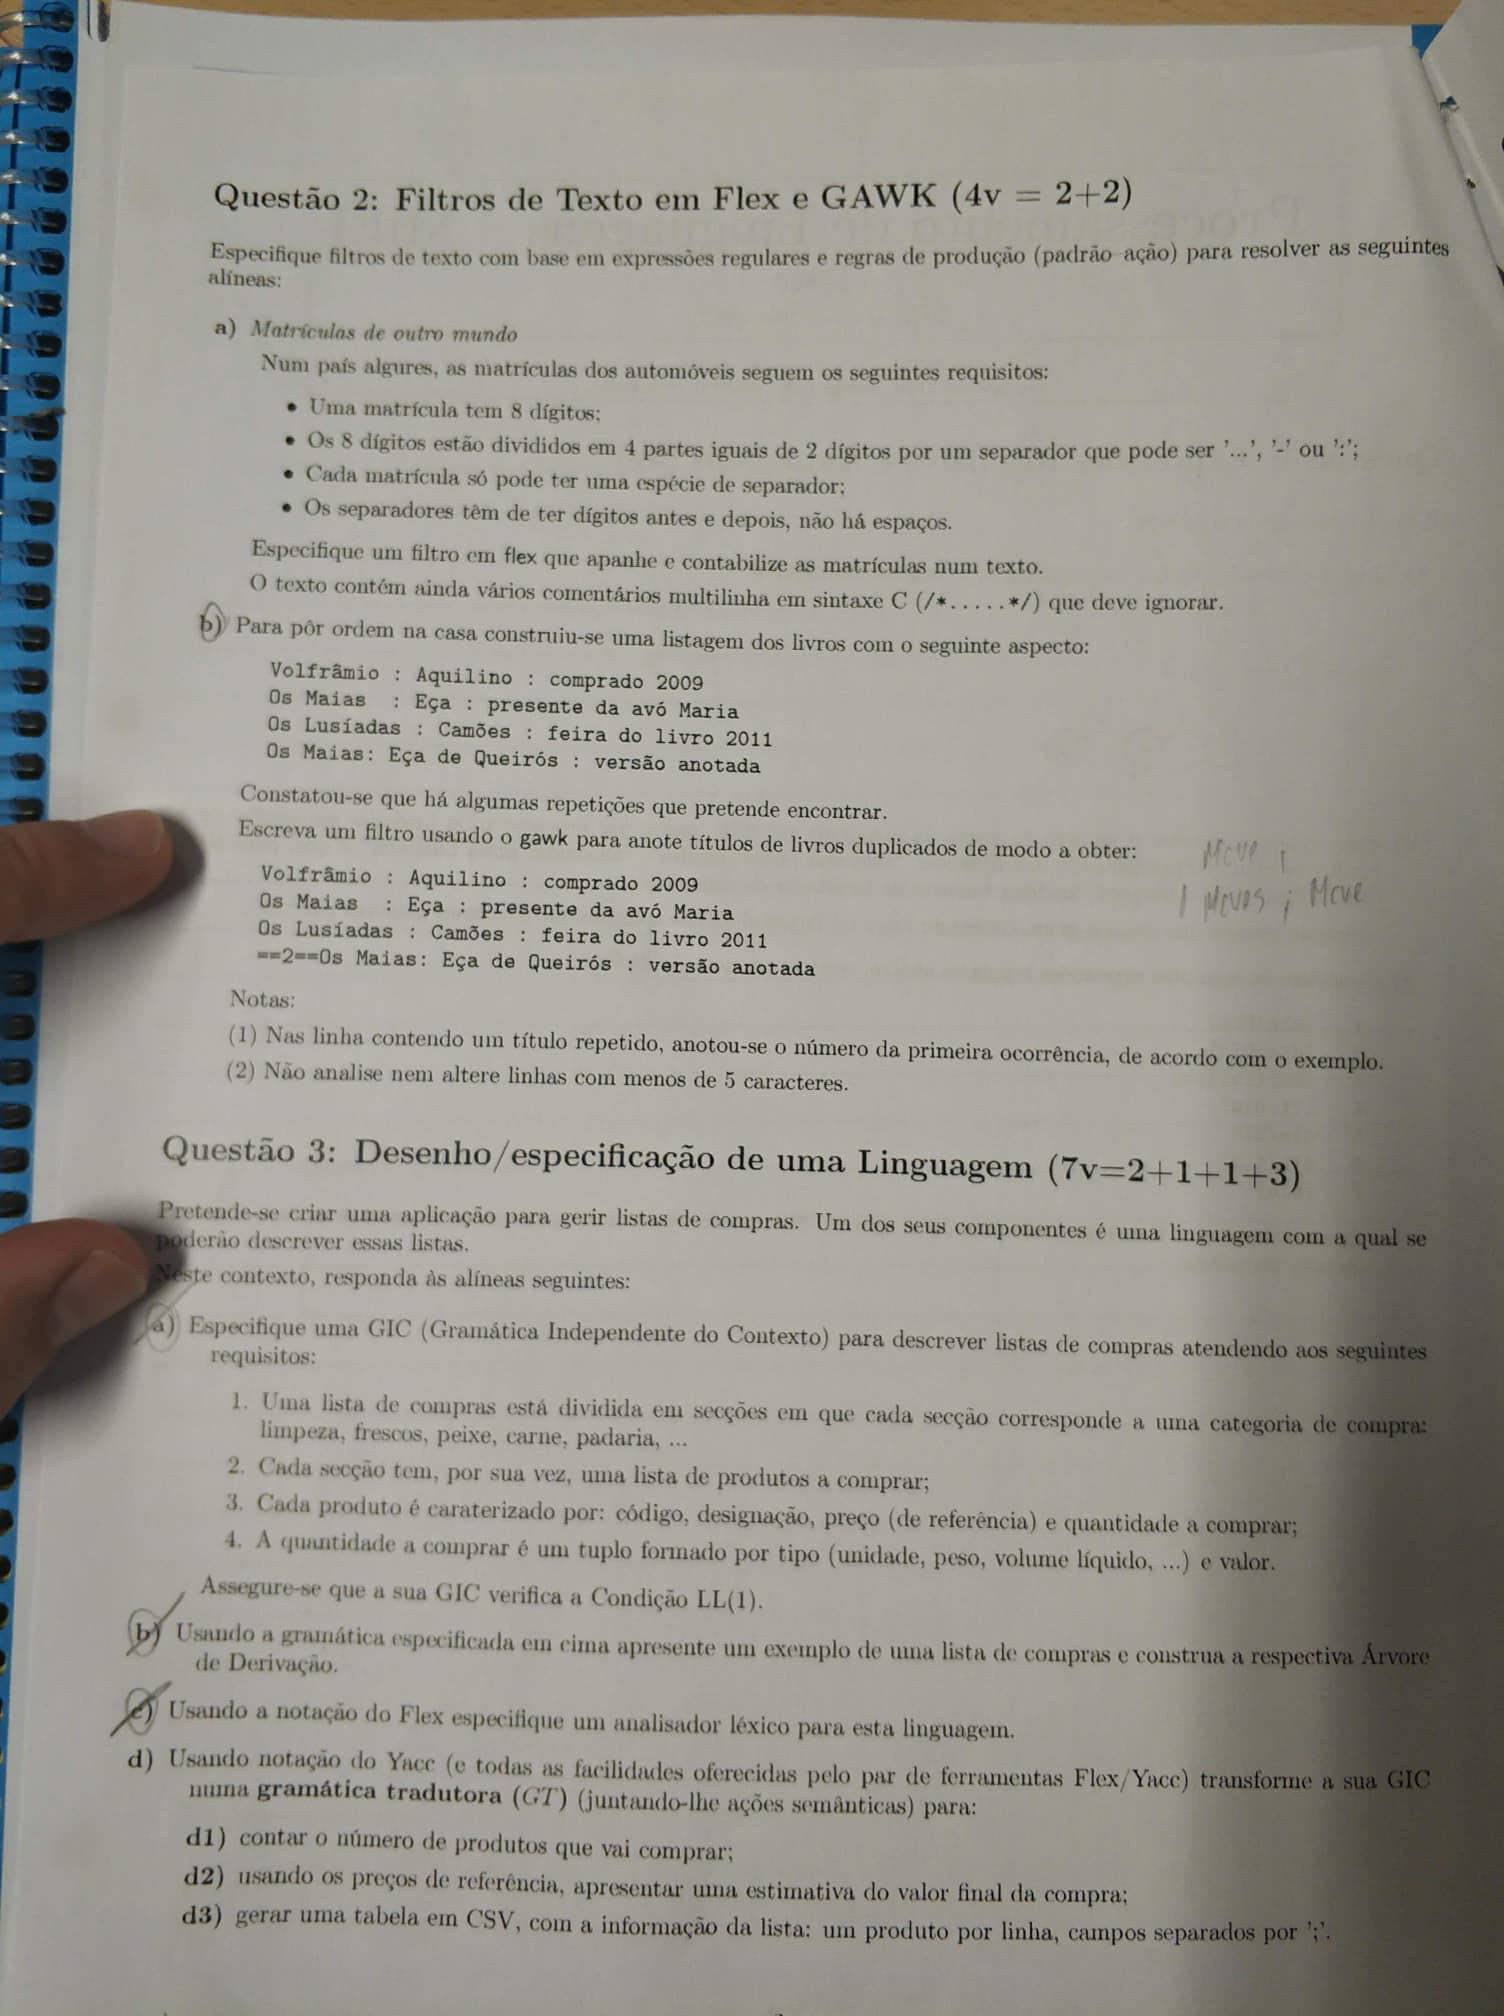 Questão 2: Filtros de Texto em Flex e GAWK (4v = 2+2)
Especifique filtros de texto com base em expressões regulares e regras de produção (padrão ação) para resolver as seguintes
alíneas:
a) Matrículas de outro mundo
Num país algures, as matrículas dos automóveis seguem os seguintes requisitos:
• Uma matrícula tem 8 dígitos;
• Os 8 dígitos estão divididos em 4 partes iguais de 2 dígitos por um separador que pode ser '...', '-' ou ':';
• Cada matrícula só pode ter uma espécie de separador;
• Os separadores têm de ter dígitos antes e depois, não há espaços.
Especifique um filtro em flex que apanhe e contabilize as matrículas num texto.
O texto contém ainda vários comentários multilinha em sintaxe C (/*.....*/) que deve ignorar.
b) Para pôr ordem na casa construiu-se uma listagem dos livros com o seguinte aspecto:
Volfrâmio : Aquilino : comprado 2009
Os Maias : Eça : presente da avó Maria
Os Lusíadas : Camões : feira do livro 2011
Os Maias: Eça de Queirós : versão anotada
Constatou-se que há algumas repetições que pretende encontrar.
Escreva um filtro usando o gawk para anote títulos de livros duplicados de modo a obter:
Volfrâmio : Aquilino : comprado 2009
Os Maias : Eça : presente da avó Maria
Os Lusíadas : Camões : feira do livro 2011
==2==Os Maias: Eça de Queirós : versão anotada
Move
Moves ; Move
Notas:
(1) Nas linha contendo um título repetido, anotou-se o número da primeira ocorrência, de acordo com o exemplo.
(2) Não analise nem altere linhas com menos de 5 caracteres.
Questão 3: Desenho/especificação de uma Linguagem (7v=2+1+1+3)
Pretende-se criar uma aplicação para gerir listas de compras. Um dos seus componentes é uma linguagem com a qual se
poderão descrever essas listas.
Neste contexto, responda às alíneas seguintes:
a) Especifique uma GIC (Gramática Independente do Contexto) para descrever listas de compras atendendo aos seguintes
requisitos:
1. Uma lista de compras está dividida em secções em que cada secção corresponde a uma categoria de compra:
limpeza, frescos, peixe, carne, padaria, ...
2. Cada secção tem, por sua vez, uma lista de produtos a comprar;
3. Cada produto é caraterizado por: código, designação, preço (de referência) e quantidade a comprar;
4. A quantidade a comprar é um tuplo formado por tipo (unidade, peso, volume líquido, ...) e valor.
Assegure-se que a sua GIC verifica a Condição LL(1).
b) Usando a gramática especificada em cima apresente um exemplo de uma lista de compras e construa a respectiva Árvore
de Derivação.
c) Usando a notação do Flex especifique um analisador léxico para esta linguagem.
d) Usando notação do Yacc (e todas as facilidades oferecidas pelo par de ferramentas Flex/Yacc) transforme a sua GIC
numa gramática tradutora (GT) (juntando-lhe ações semânticas) para:
d1) contar o número de produtos que vai comprar;
d2) usando os preços de referência, apresentar uma estimativa do valor final da compra;
d3) gerar uma tabela em CSV, com a informação da lista: um produto por linha, campos separados por ';'.